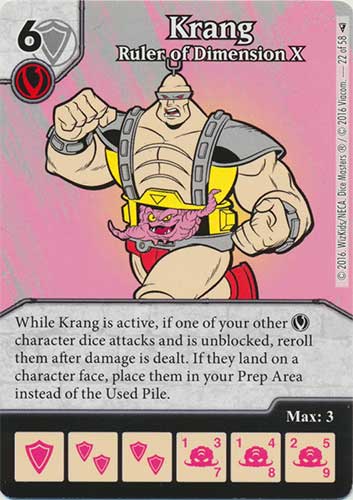 6
Krang
Ruler of Dimension X
© 2016. WizKids/NECA. Dice Masters ® / © 2016 Viacom. — 22 of 58
While Krang is active, if one of your other
character dice attacks and is unblocked, reroll
them after damage is dealt. If they land on a
character face, place them in your Prep Area
instead of the Used Pile.
Max: 3
1 3 7
1 4 8
2 5 9